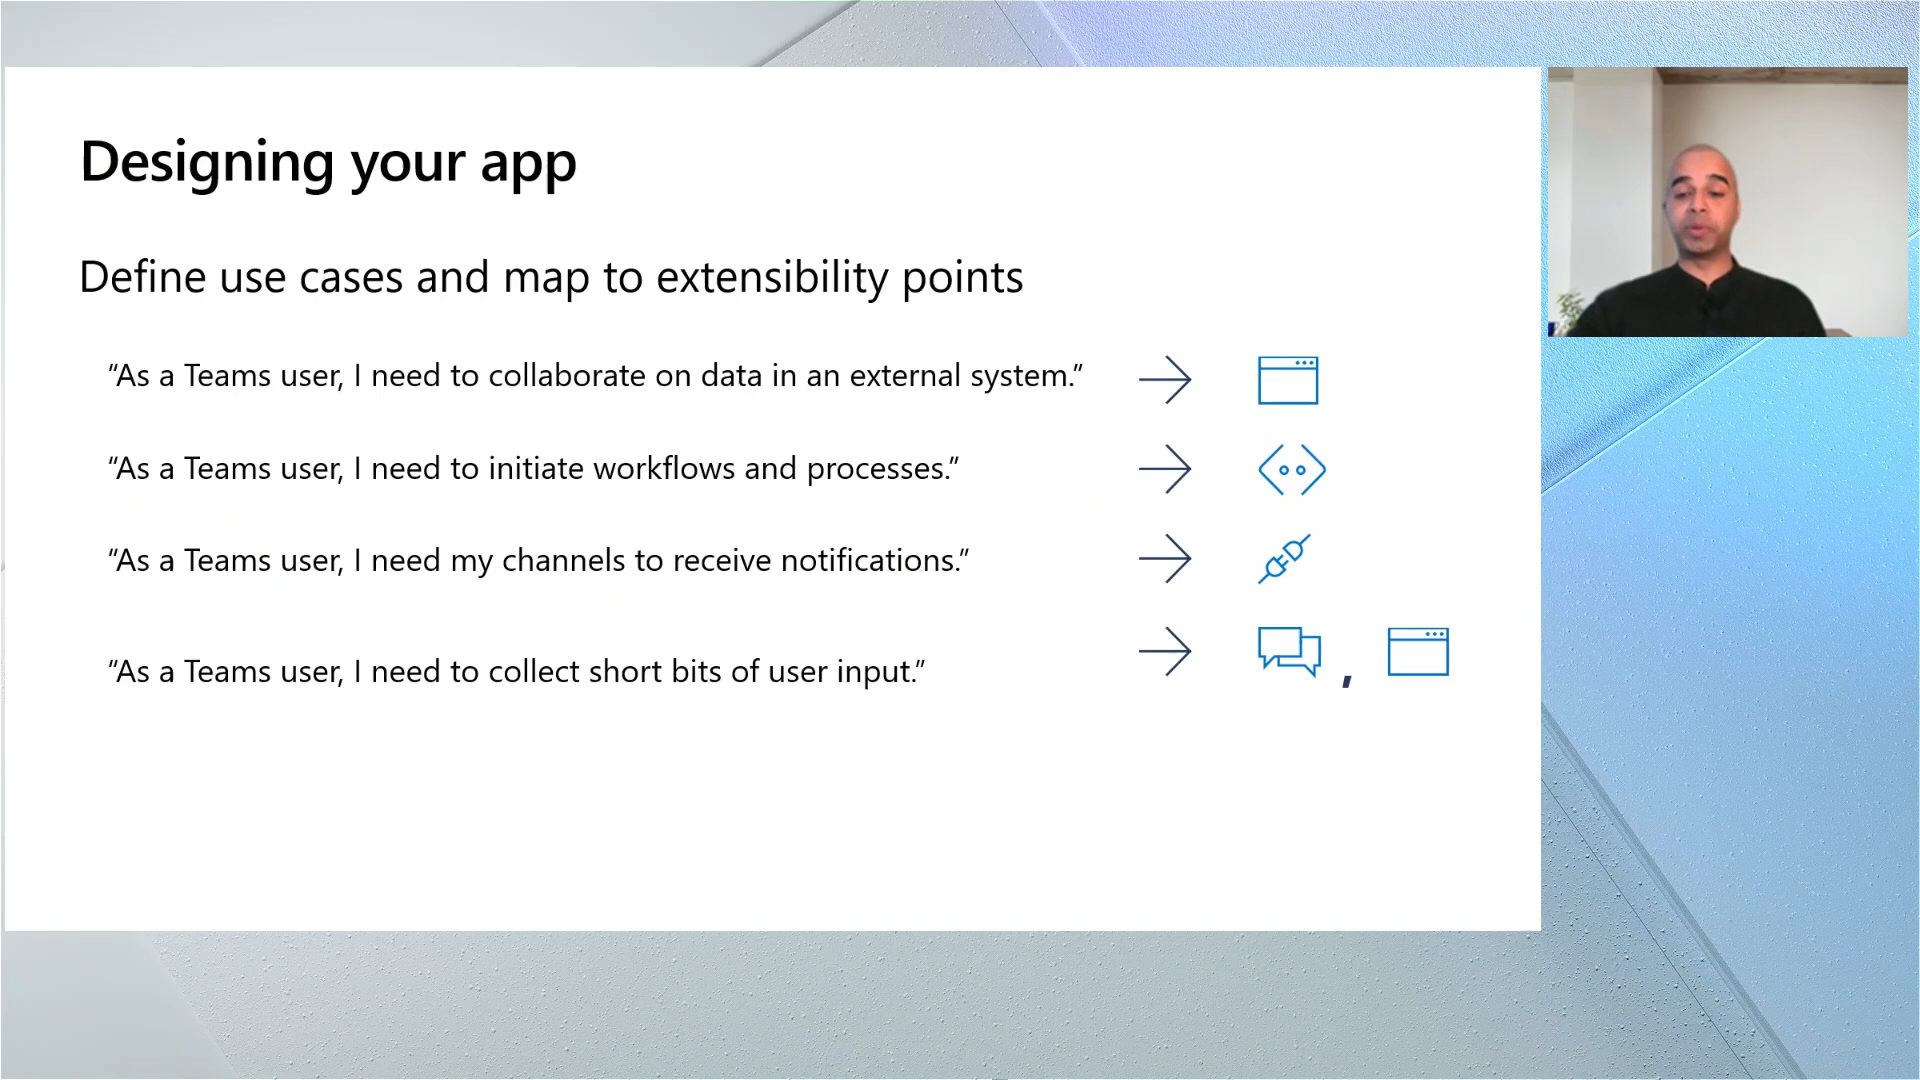 Designing your app
Define use cases and map to extensibility points
“As a Teams user, I need to collaborate on data in an external system.”
“As a Teams user, I need to initiate workflows and processes.”
“As a Teams user, I need my channels to receive notifications.”
“As a Teams user, I need to collect short bits of user input.”
,